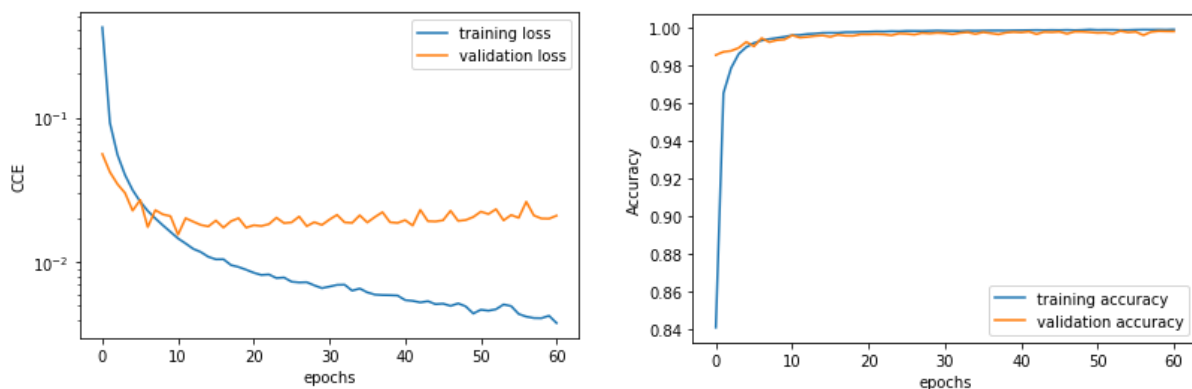 training loss
validation loss
10⁻¹
10⁻²
CCE
0 10 20 30 40 50 60
epochs
1.00
0.98
0.96
0.94
0.92
0.90
0.88
0.86
0.84
Accuracy
training accuracy
validation accuracy
0 10 20 30 40 50 60
epochs